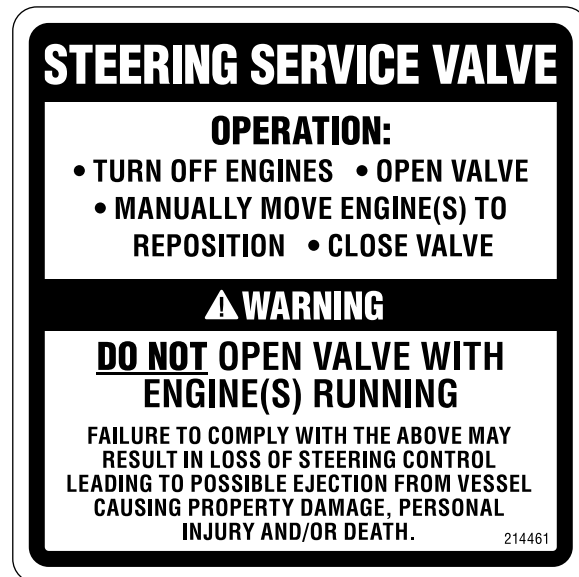 STEERING SERVICE VALVE
OPERATION:
• TURN OFF ENGINES • OPEN VALVE
• MANUALLY MOVE ENGINE(S) TO
REPOSITION • CLOSE VALVE
⚠ WARNING
DO NOT OPEN VALVE WITH
ENGINE(S) RUNNING
FAILURE TO COMPLY WITH THE ABOVE MAY
RESULT IN LOSS OF STEERING CONTROL
LEADING TO POSSIBLE EJECTION FROM VESSEL
CAUSING PROPERTY DAMAGE, PERSONAL
INJURY AND/OR DEATH.
214461